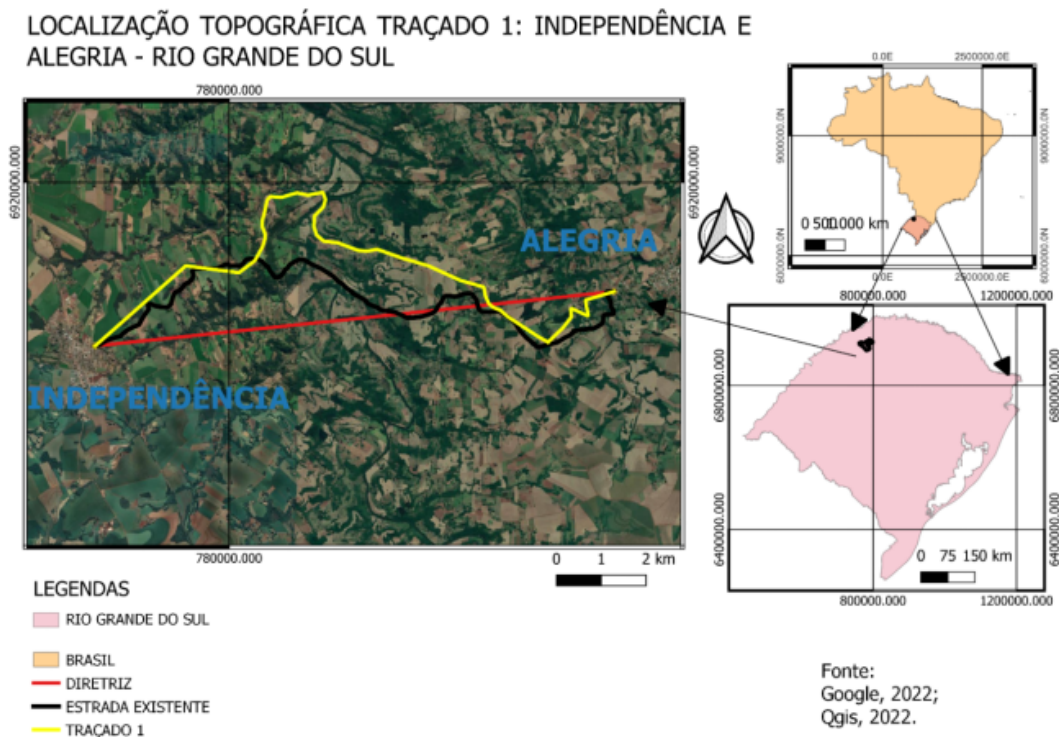 LOCALIZAÇÃO TOPOGRÁFICA TRAÇADO 1: INDEPENDÊNCIA E
ALEGRIA - RIO GRANDE DO SUL
780000.000
6920000.000
6920000.000
ALEGRIA
INDEPENDÊNCIA
780000.000
0 1 2 km
0.0E 2500000.0E
9000000.0N
9000000.0N
6000000.0N
6000000.0N
0 5001000 km
0.0E 2500000.0E
800000.000 1200000.000
6800000.000
6800000.000
6400000.000
6400000.000
0 75 150 km
800000.000 1200000.000
LEGENDAS
RIO GRANDE DO SUL
BRASIL
DIRETRIZ
ESTRADA EXISTENTE
TRAÇADO 1
Fonte:
Google, 2022;
Qgis, 2022.